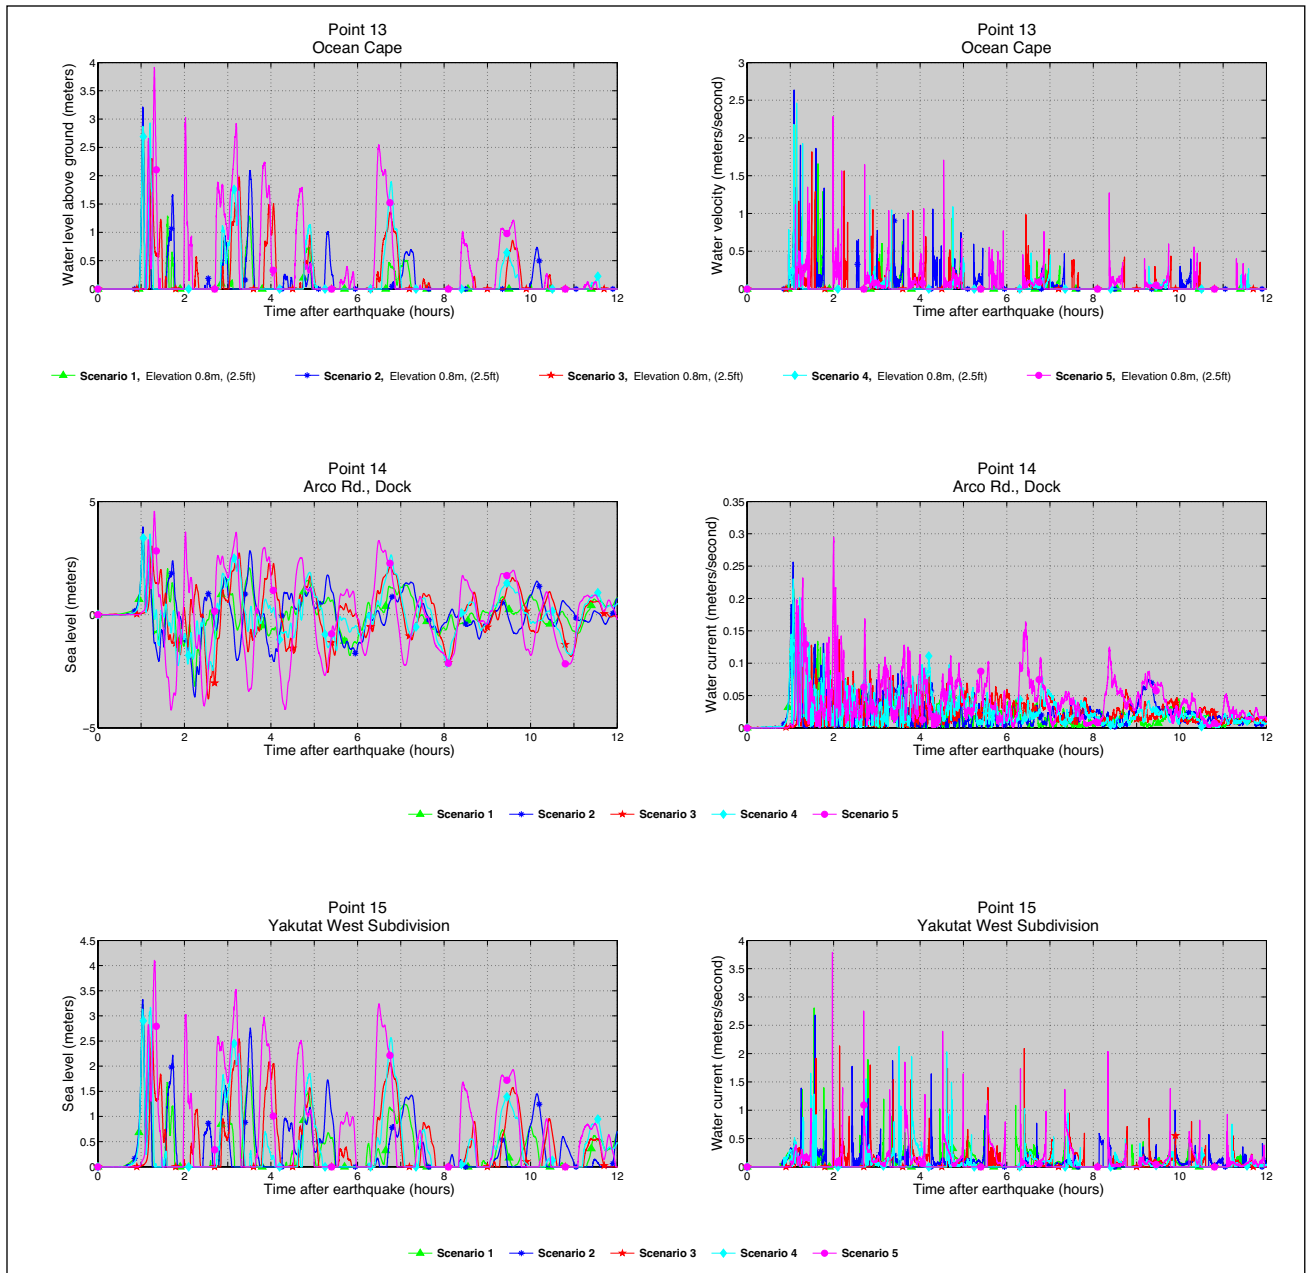 Point 13
Ocean Cape
Water level above ground (meters)
4
3.5
3
2.5
2
1.5
1
0.5
0
0 2 4 6 8 10 12
Time after earthquake (hours)
Point 13
Ocean Cape
Water velocity (meters/second)
3
2.5
2
1.5
1
0.5
0
0 2 4 6 8 10 12
Time after earthquake (hours)
Scenario 1, Elevation 0.8m, (2.5ft) Scenario 2, Elevation 0.8m, (2.5ft) Scenario 3, Elevation 0.8m, (2.5ft) Scenario 4, Elevation 0.8m, (2.5ft) Scenario 5, Elevation 0.8m, (2.5ft)
Point 14
Arco Rd., Dock
Sea level (meters)
5
0
−5
0 2 4 6 8 10 12
Time after earthquake (hours)
Point 14
Arco Rd., Dock
Water current (meters/second)
0.35
0.3
0.25
0.2
0.15
0.1
0.05
0
0 2 4 6 8 10 12
Time after earthquake (hours)
Scenario 1 Scenario 2 Scenario 3 Scenario 4 Scenario 5
Point 15
Yakutat West Subdivision
Sea level (meters)
4.5
4
3.5
3
2.5
2
1.5
1
0.5
0
0 2 4 6 8 10 12
Time after earthquake (hours)
Point 15
Yakutat West Subdivision
Water current (meters/second)
4
3.5
3
2.5
2
1.5
1
0.5
0
0 2 4 6 8 10 12
Time after earthquake (hours)
Scenario 1 Scenario 2 Scenario 3 Scenario 4 Scenario 5